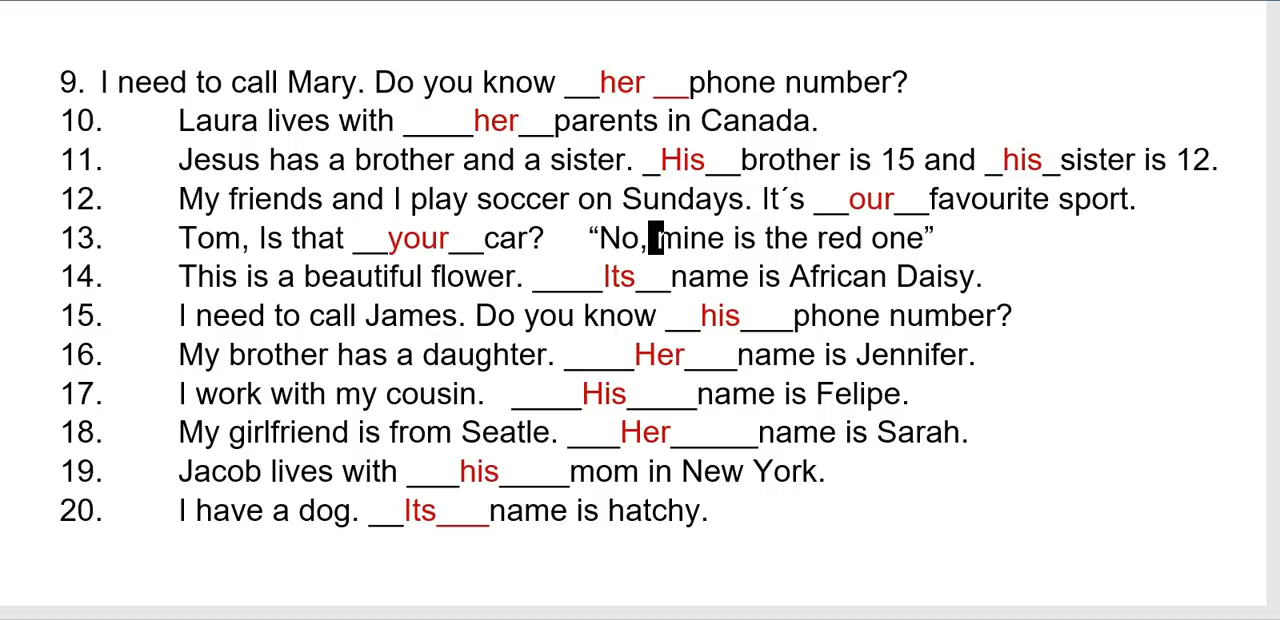 9. I need to call Mary. Do you know __her __phone number?
10. Laura lives with ____her__parents in Canada.
11. Jesus has a brother and a sister. _His__brother is 15 and _his_sister is 12.
12. My friends and I play soccer on Sundays. It´s __our__favourite sport.
13. Tom, Is that __your__car? “No, mine is the red one”
14. This is a beautiful flower. ____Its__name is African Daisy.
15. I need to call James. Do you know __his___phone number?
16. My brother has a daughter. ____Her___name is Jennifer.
17. I work with my cousin. ____His____name is Felipe.
18. My girlfriend is from Seatle. ___Her_____name is Sarah.
19. Jacob lives with ___his____mom in New York.
20. I have a dog. __Its___name is hatchy.